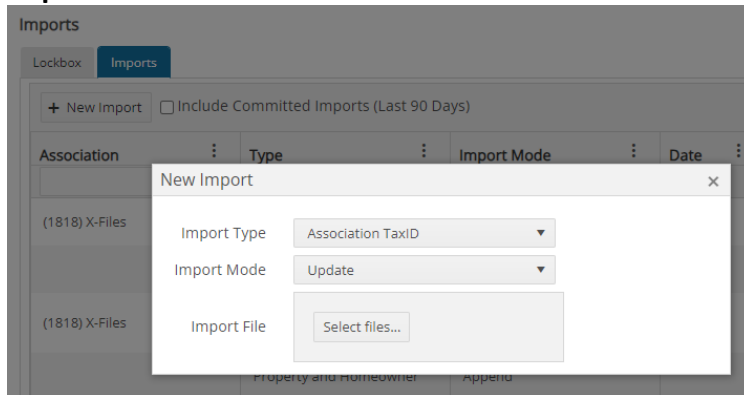 Imports
Lockbox Imports
+ New Import Include Committed Imports (Last 90 Days)
Association Type Import Mode Date
New Import ×
(1818) X-Files
Import Type Association TaxID
Import Mode Update
(1818) X-Files
Import File Select files...
Property and Homeowner Append